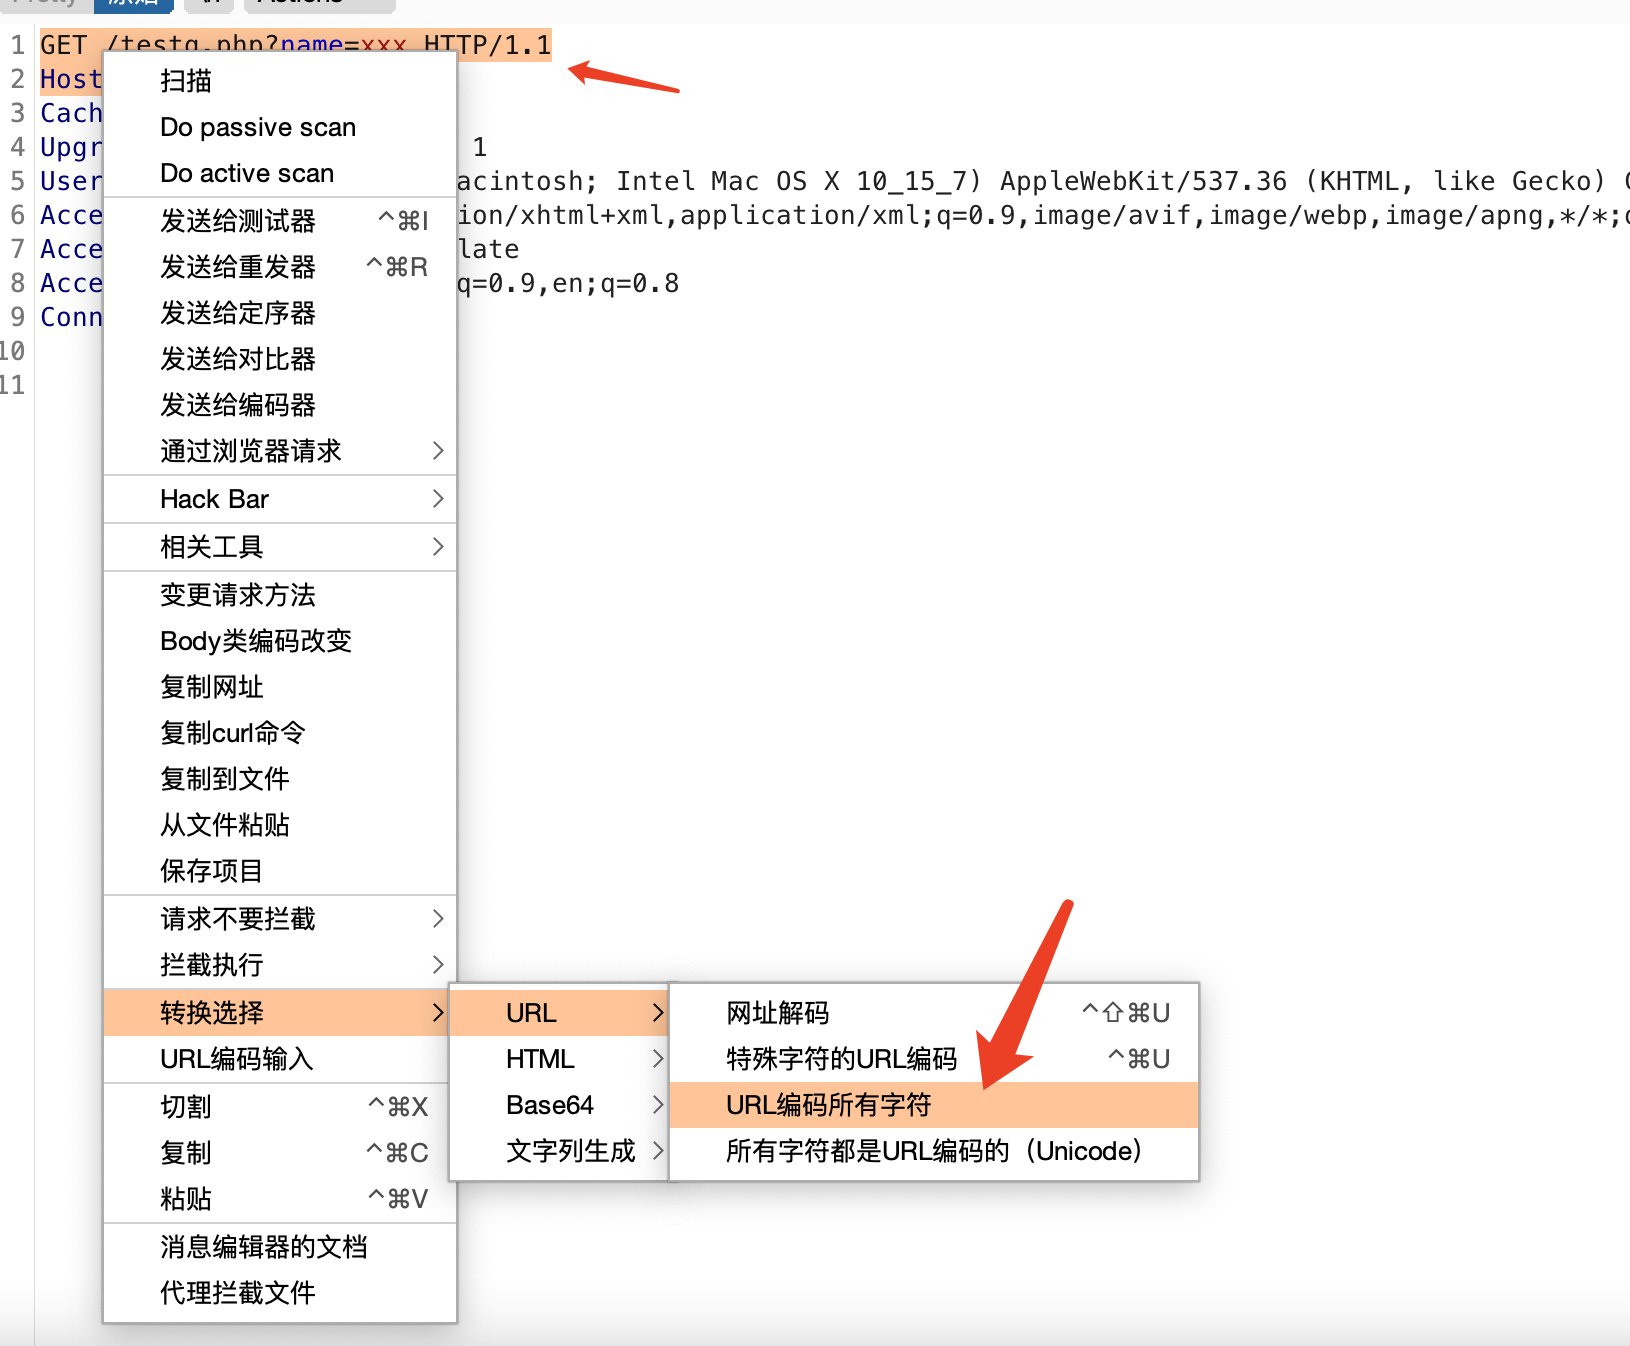 Pretty 原始 \n Actions
1 GET /testg.php?name=xxx HTTP/1.1
2 Host
3 Cach
4 Upgr 1
5 User acintosh; Intel Mac OS X 10_15_7) AppleWebKit/537.36 (KHTML, like Gecko)
6 Acce ion/xhtml+xml,application/xml;q=0.9,image/avif,image/webp,image/apng,*/*;
7 Acce late
8 Acce q=0.9,en;q=0.8
9 Conn
10
11
扫描
Do passive scan
Do active scan
发送给测试器 ^⌘I
发送给重发器 ^⌘R
发送给定序器
发送给对比器
发送给编码器
通过浏览器请求 >
Hack Bar >
相关工具 >
变更请求方法
Body类编码改变
复制网址
复制curl命令
复制到文件
从文件粘贴
保存项目
请求不要拦截 >
拦截执行 >
转换选择 >
URL编码输入
切割 ^⌘X
复制 ^⌘C
粘贴 ^⌘V
消息编辑器的文档
代理拦截文件
URL >
HTML >
Base64 >
文字列生成 >
网址解码 ^⇧⌘U
特殊字符的URL编码 ^⌘U
URL编码所有字符
所有字符都是URL编码的（Unicode）